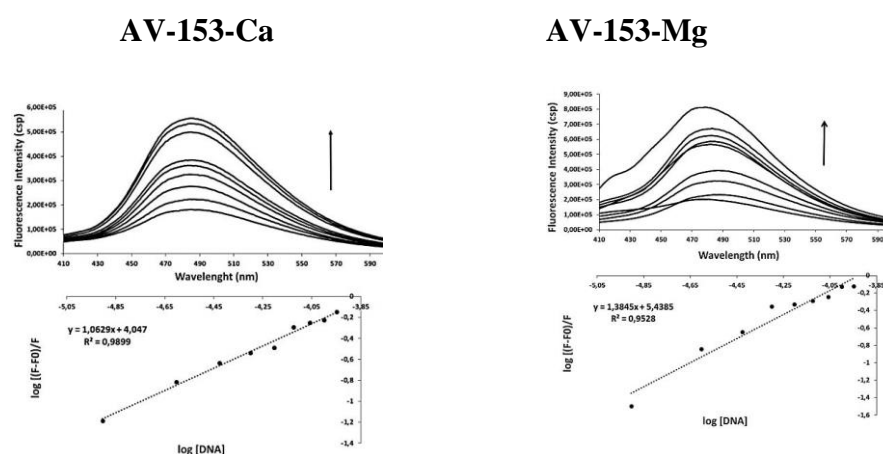 AV-153-Ca
AV-153-Mg
Fluorescence Intensity (csp)
6,00E+05
5,00E+05
4,00E+05
3,00E+05
2,00E+05
1,00E+05
0,00E+00
410 430 450 470 490 510 530 550 570 590
Wavelenght (nm)
Fluorescence Intensity (csp)
9,00E+05
8,00E+05
7,00E+05
6,00E+05
5,00E+05
4,00E+05
3,00E+05
2,00E+05
1,00E+05
0,00E+00
410 430 450 470 490 510 530 550 570 590
Wavelength (nm)
-5,05 -4,85 -4,65 -4,45 -4,25 -4,05 -3,85
y = 1,0629x + 4,047
R² = 0,9899
log [(F-F0)/F
0
-0,2
-0,4
-0,6
-0,8
-1
-1,2
-1,4
log [DNA]
-5,05 -4,85 -4,65 -4,45 -4,25 -4,05 -3,85
y = 1,3845x + 5,4385
R² = 0,9528
log [(F-F0)/F
0
-0,2
-0,4
-0,6
-0,8
-1
-1,2
-1,4
-1,6
log [DNA]